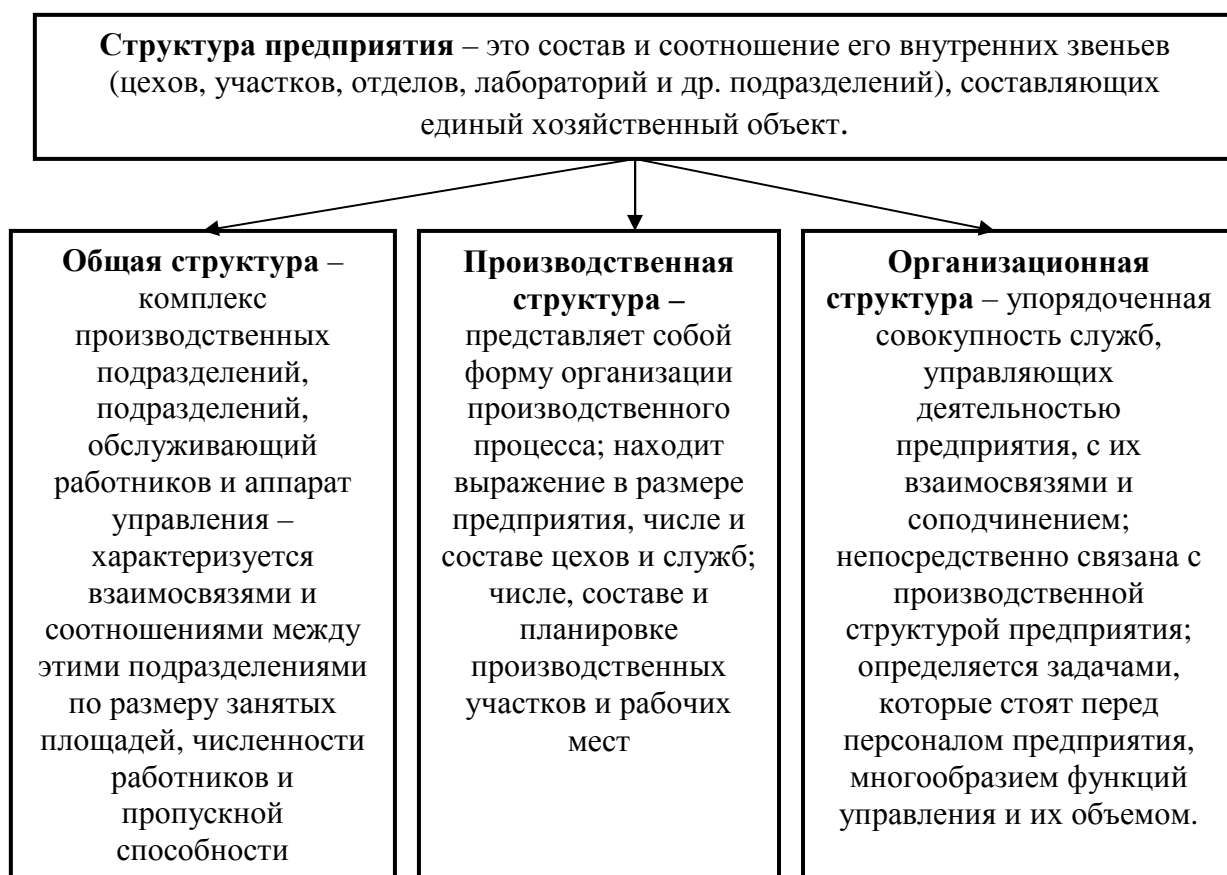 Структура предприятия – это состав и соотношение его внутренних звеньев
(цехов, участков, отделов, лабораторий и др. подразделений), составляющих
единый хозяйственный объект.
Общая структура –
комплекс
производственных
подразделений,
подразделений,
обслуживающий
работников и аппарат
управления –
характеризуется
взаимосвязями и
соотношениями между
этими подразделениями
по размеру занятых
площадей, численности
работников и
пропускной
способности
Производственная
структура –
представляет собой
форму организации
производственного
процесса; находит
выражение в размере
предприятия, числе и
составе цехов и служб;
числе, составе и
планировке
производственных
участков и рабочих
мест
Организационная
структура – упорядоченная
совокупность служб,
управляющих
деятельностью
предприятия, с их
взаимосвязями и
соподчинением;
непосредственно связана с
производственной
структурой предприятия;
определяется задачами,
которые стоят перед
персоналом предприятия,
многообразием функций
управления и их объемом.